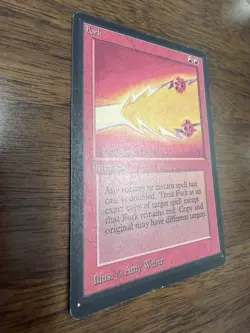 Fork
Any sorcery or instant spell just
cast is doubled. Treat Fork as an
exact copy of target spell except
that Fork remains red. Copy and
original may have different targets.
Illus. © Amy Weber